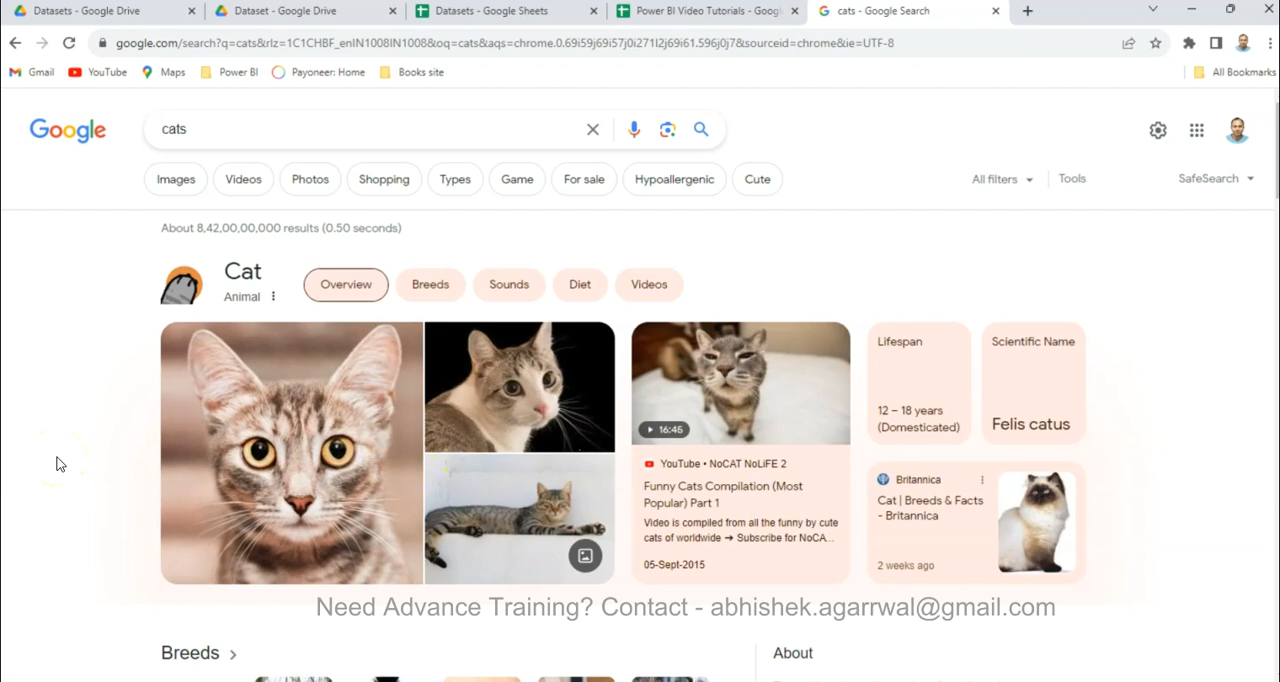 Datasets - Google Drive
Dataset - Google Drive
Datasets - Google Sheets
Power BI Video Tutorials - Goog
cats - Google Search
google.com/search?q=cats&rlz=1C1CHBF_enIN1008IN1008&oq=cats&aqs=chrome.0.69i59j69i57j0i271l2j69i61.596j0j7&sourceid=chrome&ie=UTF-8
Gmail
YouTube
Maps
Power BI
Payoneer: Home
Books site
All Bookmarks
Google
cats
Images
Videos
Photos
Shopping
Types
Game
For sale
Hypoallergenic
Cute
All filters
Tools
SafeSearch
About 8,42,00,00,000 results (0.50 seconds)
Cat
Animal
Overview
Breeds
Sounds
Diet
Videos
16:45
YouTube • NoCAT NoLiFE 2
Funny Cats Compilation (Most
Popular) Part 1
Video is compiled from all the funny by cute
cats of worldwide ➔ Subscribe for NoCA...
05-Sept-2015
Lifespan
12 – 18 years
(Domesticated)
Scientific Name
Felis catus
Britannica
Cat | Breeds & Facts
- Britannica
2 weeks ago
Need Advance Training? Contact - abhishek.agarrwal@gmail.com
Breeds
About